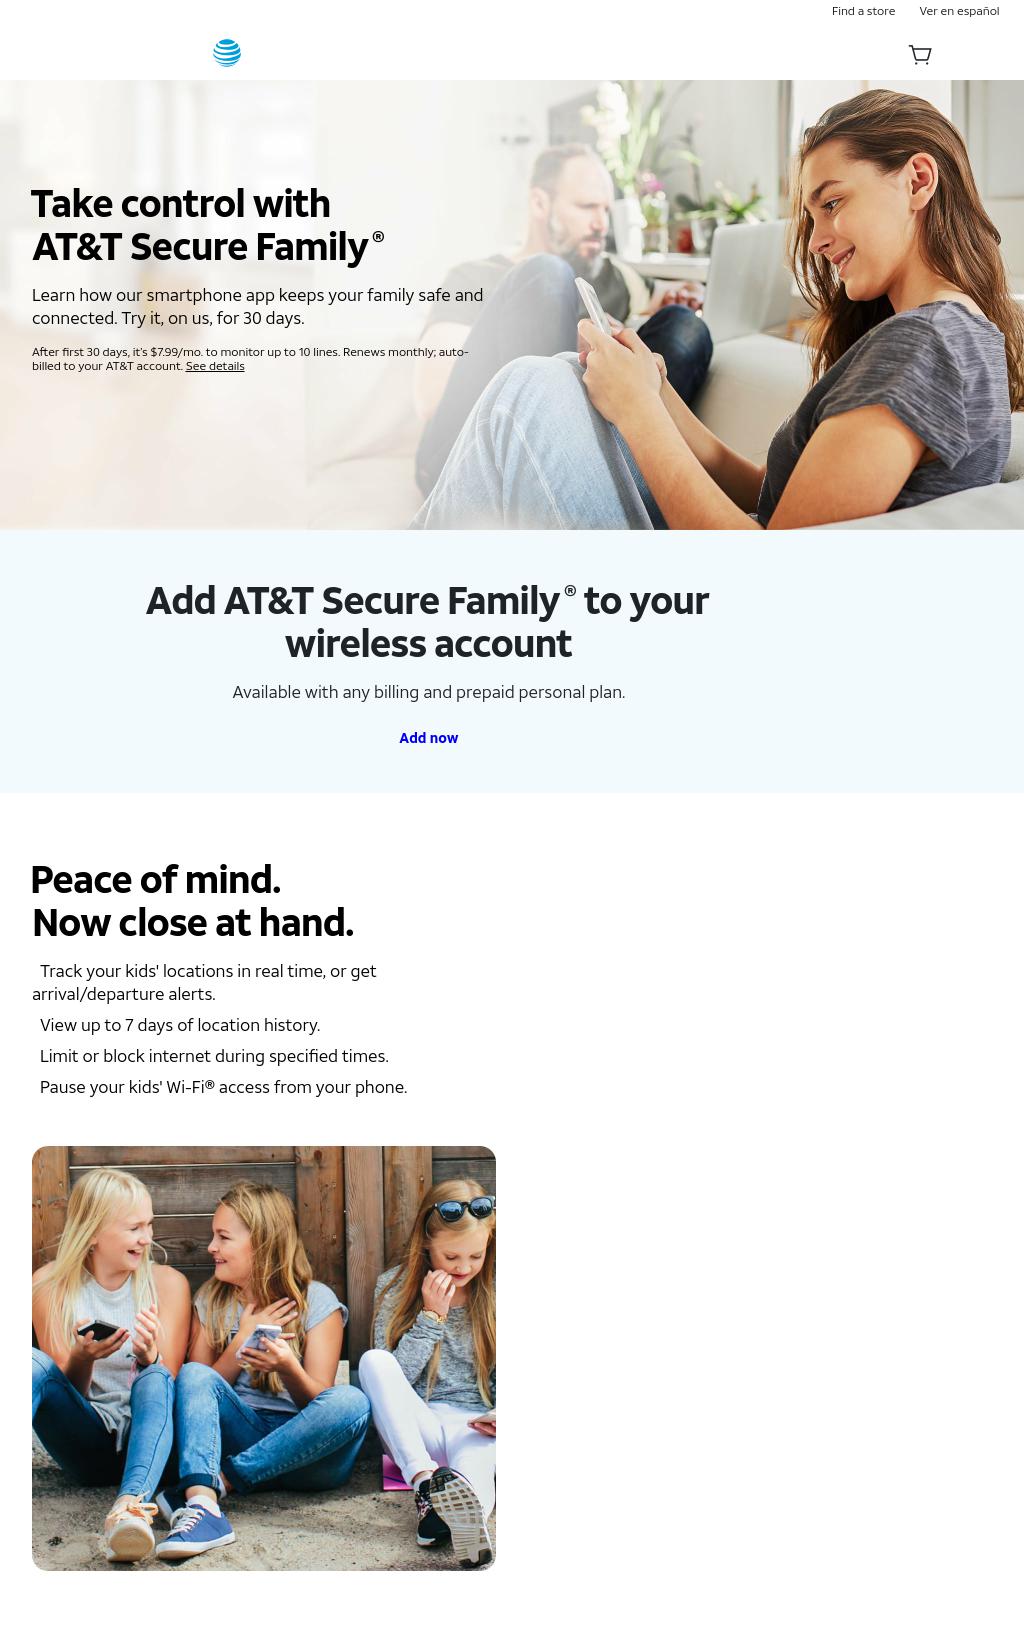 Find a store
Ver en español
Take control with
AT&T Secure Family®
Learn how our smartphone app keeps your family safe and
connected. Try it, on us, for 30 days.
After first 30 days, it's $7.99/mo. to monitor up to 10 lines. Renews monthly; auto-
billed to your AT&T account. See details
Add AT&T Secure Family® to your
wireless account
Available with any billing and prepaid personal plan.
Add now
Peace of mind.
Now close at hand.
Track your kids' locations in real time, or get
arrival/departure alerts.
View up to 7 days of location history.
Limit or block internet during specified times.
Pause your kids' Wi-Fi® access from your phone.